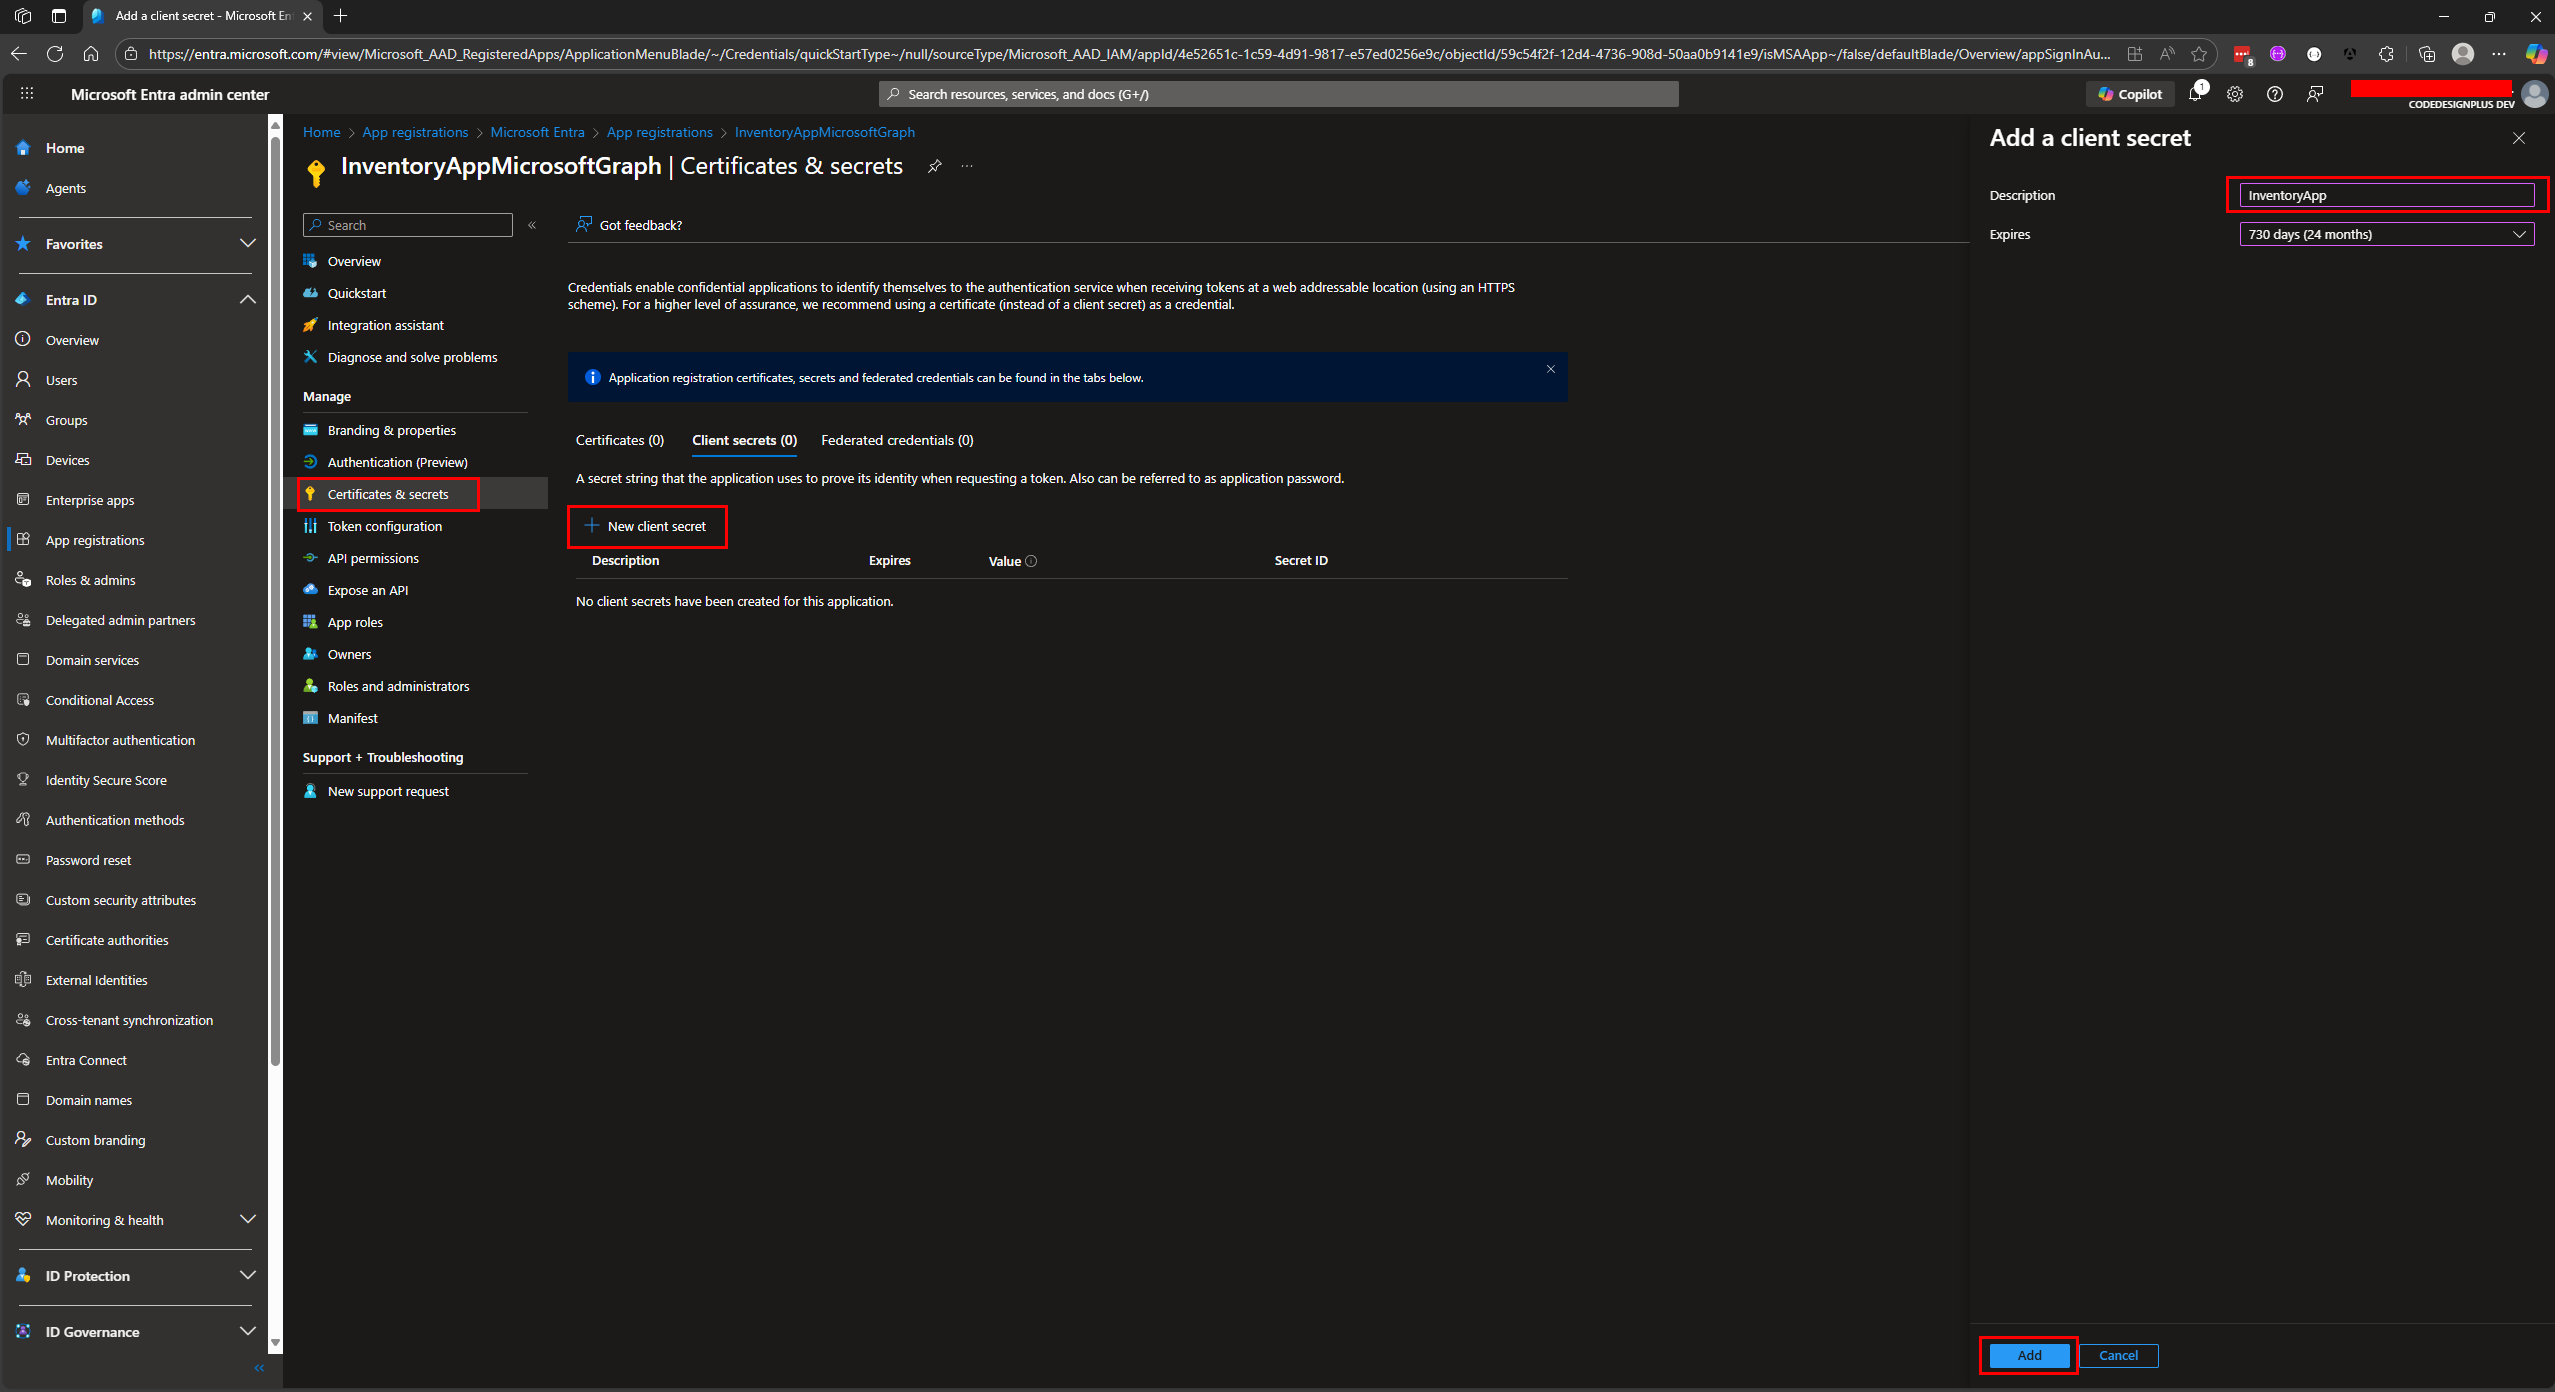 Add a client secret - Microsoft En
https://entra.microsoft.com/#view/Microsoft_AAD_RegisteredApps/ApplicationMenuBlade/~/Credentials/quickStartType~/null/sourceType/Microsoft_AAD_IAM/appId/4e52651c-1c59-4d91-9817-e57ed0256e9c/objectId/59c54f2f-12d4-4736-908d-50aa0b9141e9/isMSAApp~/false/defaultBlade/Overview/appSignInAu...
8
Microsoft Entra admin center
Search resources, services, and docs (G+/)
Copilot
1
CODEDESIGNPLUS DEV
Home
Agents
Favorites
Entra ID
Overview
Users
Groups
Devices
Enterprise apps
App registrations
Roles & admins
Delegated admin partners
Domain services
Conditional Access
Multifactor authentication
Identity Secure Score
Authentication methods
Password reset
Custom security attributes
Certificate authorities
External Identities
Cross-tenant synchronization
Entra Connect
Domain names
Custom branding
Mobility
Monitoring & health
ID Protection
ID Governance
Home > App registrations > Microsoft Entra > App registrations > InventoryAppMicrosoftGraph
InventoryAppMicrosoftGraph | Certificates & secrets
Search
Overview
Quickstart
Integration assistant
Diagnose and solve problems
Manage
Branding & properties
Authentication (Preview)
Certificates & secrets
Token configuration
API permissions
Expose an API
App roles
Owners
Roles and administrators
Manifest
Support + Troubleshooting
New support request
Got feedback?
Credentials enable confidential applications to identify themselves to the authentication service when receiving tokens at a web addressable location (using an HTTPS
scheme). For a higher level of assurance, we recommend using a certificate (instead of a client secret) as a credential.
Application registration certificates, secrets and federated credentials can be found in the tabs below.
Certificates (0) Client secrets (0) Federated credentials (0)
A secret string that the application uses to prove its identity when requesting a token. Also can be referred to as application password.
New client secret
Description Expires Value Secret ID
No client secrets have been created for this application.
Add a client secret
Description InventoryApp
Expires 730 days (24 months)
Add Cancel